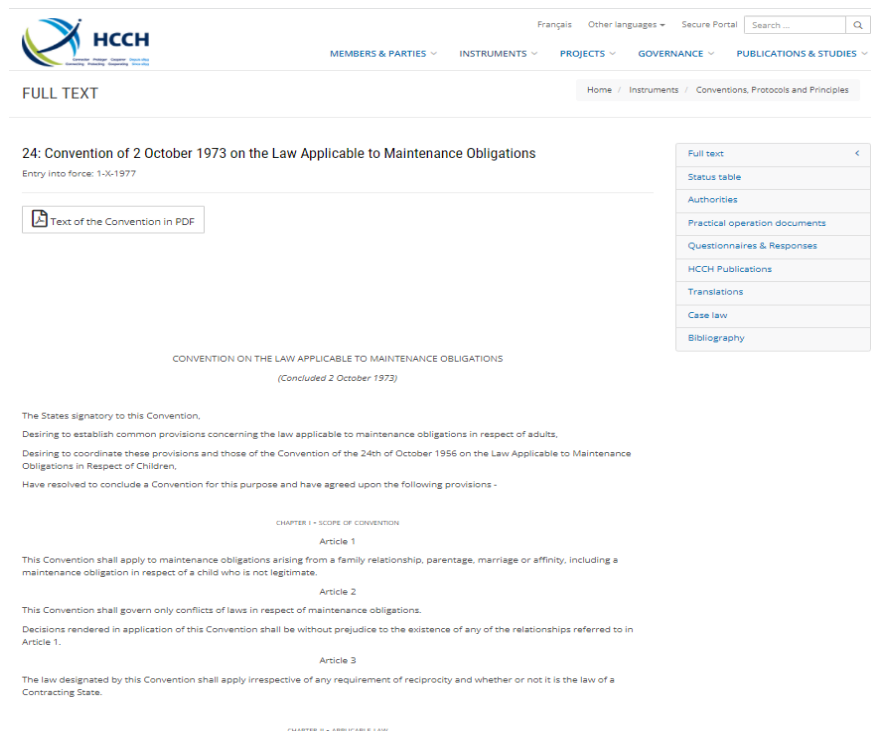 Français Other languages Secure Portal Search ...
HCCH
MEMBERS & PARTIES INSTRUMENTS PROJECTS GOVERNANCE PUBLICATIONS & STUDIES
FULL TEXT
Home / Instruments / Conventions, Protocols and Principles
24: Convention of 2 October 1973 on the Law Applicable to Maintenance Obligations
Entry into force: 1-X-1977
Text of the Convention in PDF
Full text
Status table
Authorities
Practical operation documents
Questionnaires & Responses
HCCH Publications
Translations
Case law
Bibliography
CONVENTION ON THE LAW APPLICABLE TO MAINTENANCE OBLIGATIONS
(Concluded 2 October 1973)
The States signatory to this Convention,
Desiring to establish common provisions concerning the law applicable to maintenance obligations in respect of adults,
Desiring to coordinate these provisions and those of the Convention of the 24th of October 1956 on the Law Applicable to Maintenance
Obligations in Respect of Children,
Have resolved to conclude a Convention for this purpose and have agreed upon the following provisions -
CHAPTER I – SCOPE OF CONVENTION
Article 1
This Convention shall apply to maintenance obligations arising from a family relationship, parentage, marriage or affinity, including a
maintenance obligation in respect of a child who is not legitimate.
Article 2
This Convention shall govern only conflicts of laws in respect of maintenance obligations.
Decisions rendered in application of this Convention shall be without prejudice to the existence of any of the relationships referred to in
Article 1.
Article 3
The law designated by this Convention shall apply irrespective of any requirement of reciprocity and whether or not it is the law of a
Contracting State.
CHAPTER II – APPLICABLE LAW